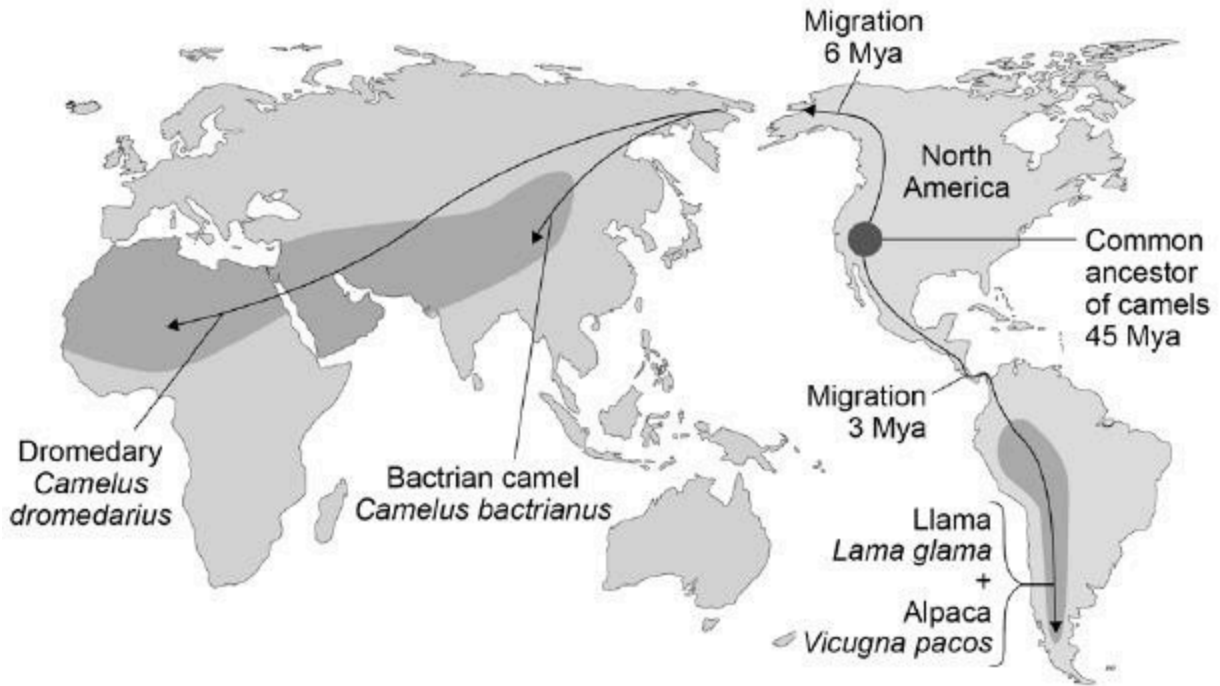 Migration
6 Mya
North
America
Common
ancestor
of camels
45 Mya
Migration
3 Mya
Dromedary
Camelus
dromedarius
Bactrian camel
Camelus bactrianus
Llama
Lama glama
+
Alpaca
Vicugna pacos